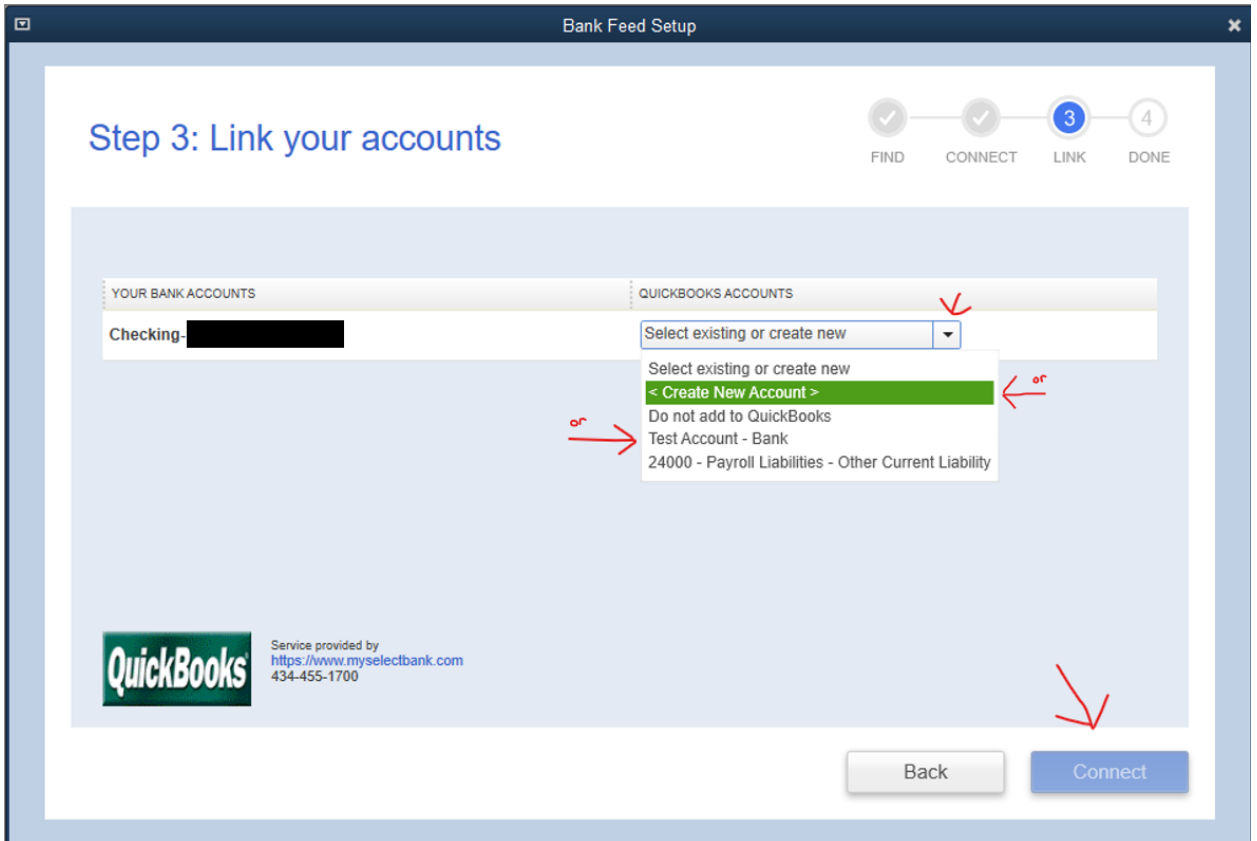 Bank Feed Setup
Step 3: Link your accounts
3
4
FIND CONNECT LINK DONE
YOUR BANK ACCOUNTS
QUICKBOOKS ACCOUNTS
Checking-
Select existing or create new
Select existing or create new
< Create New Account >
or
Do not add to QuickBooks
or
Test Account - Bank
24000 - Payroll Liabilities - Other Current Liability
QuickBooks
Service provided by
https://www.myselectbank.com
434-455-1700
Back
Connect